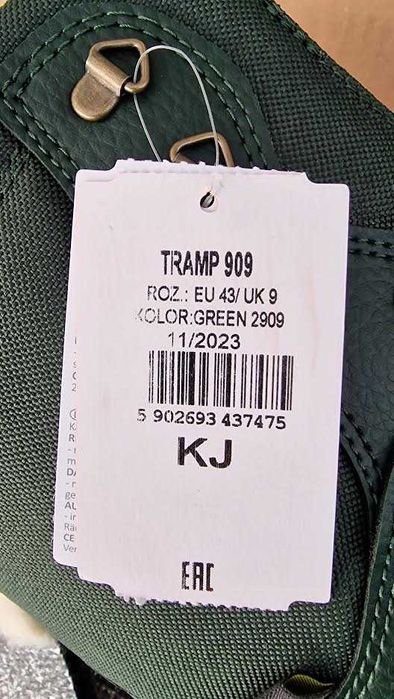 TRAMP 909
ROZ.: EU 43/ UK 9
KOLOR:GREEN 2909
11/2023
5 902693 437475
KJ
EAC